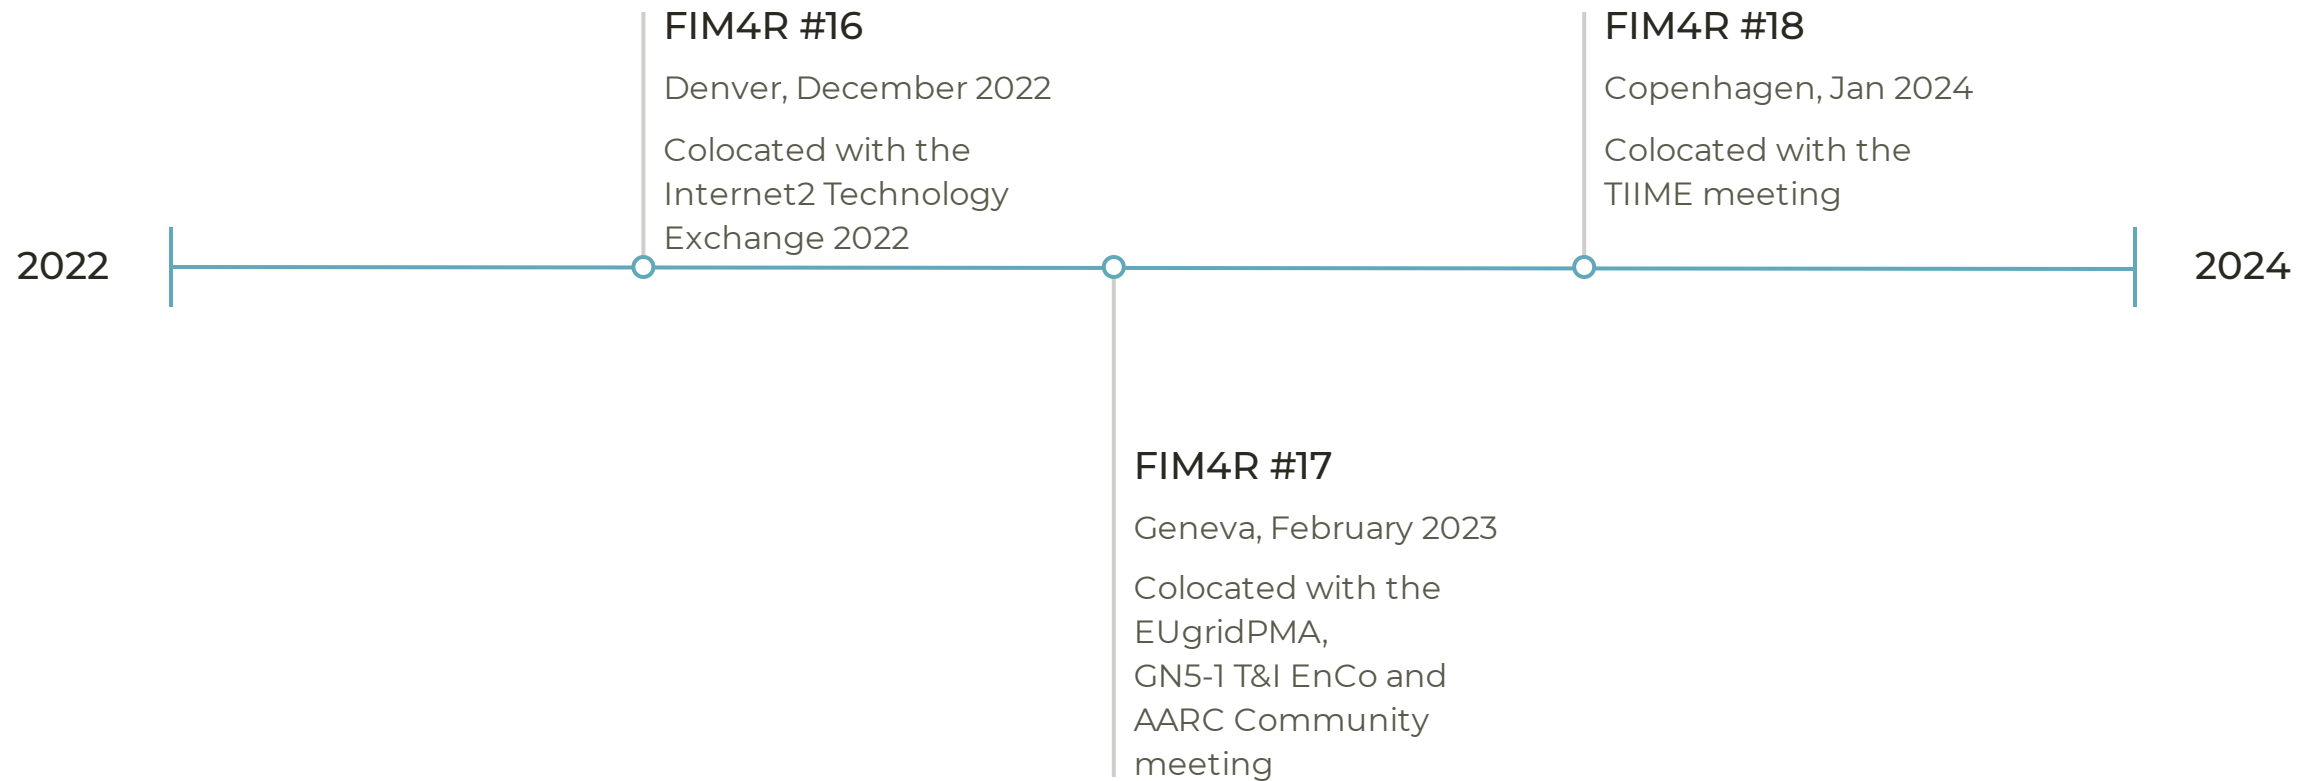 2022
FIM4R #16
Denver, December 2022
Colocated with the
Internet2 Technology
Exchange 2022
FIM4R #17
Geneva, February 2023
Colocated with the
EUgridPMA,
GN5-1 T&I EnCo and
AARC Community
meeting
FIM4R #18
Copenhagen, Jan 2024
Colocated with the
TIIME meeting
2024